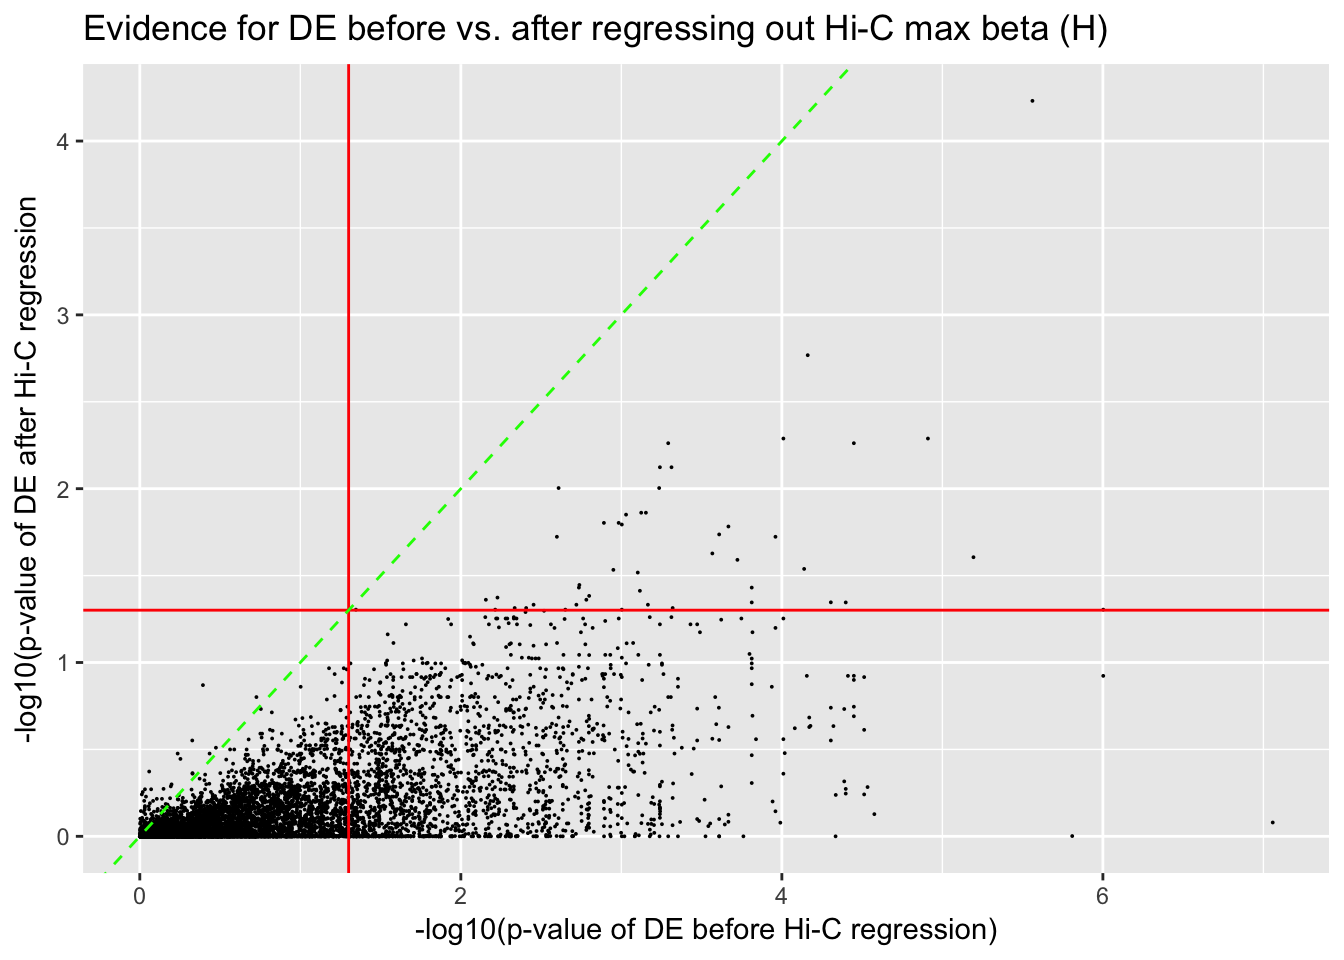 Evidence for DE before vs. after regressing out Hi-C max beta (H)
-log10(p-value of DE after Hi-C regression
4
3
2
1
0
0 2 4 6
-log10(p-value of DE before Hi-C regression)